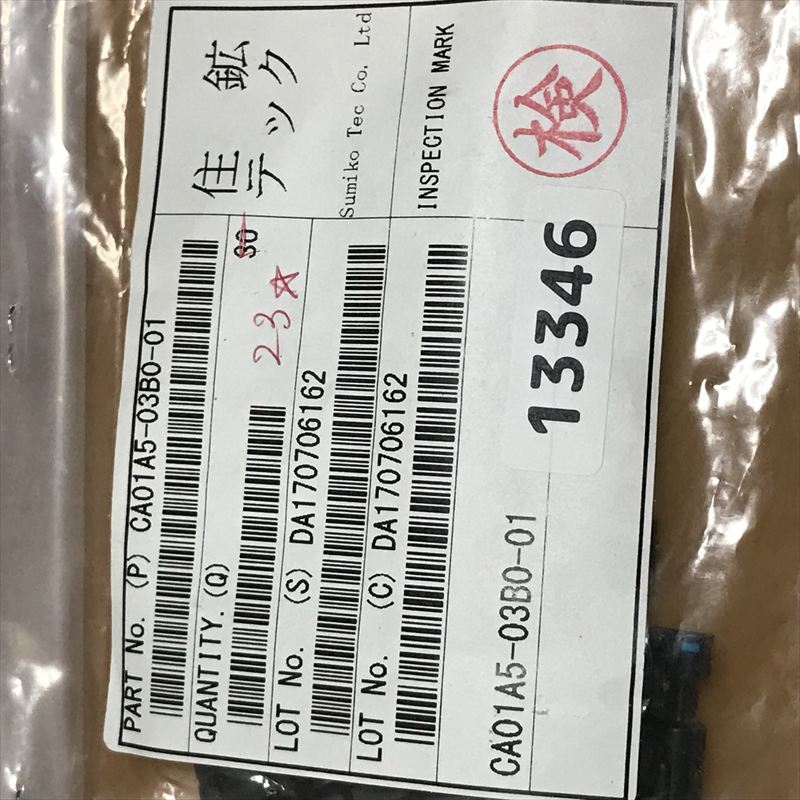 PART No. (P) CA01A5-03B0-01
住 鉱
テック
Sumiko Tec Co. Ltd
QUANTITY. (Q) 30
23☆
LOT No. (S) DA170706162
LOT No. (C) DA170706162
INSPECTION MARK
検
CA01A5-03B0-01
13346